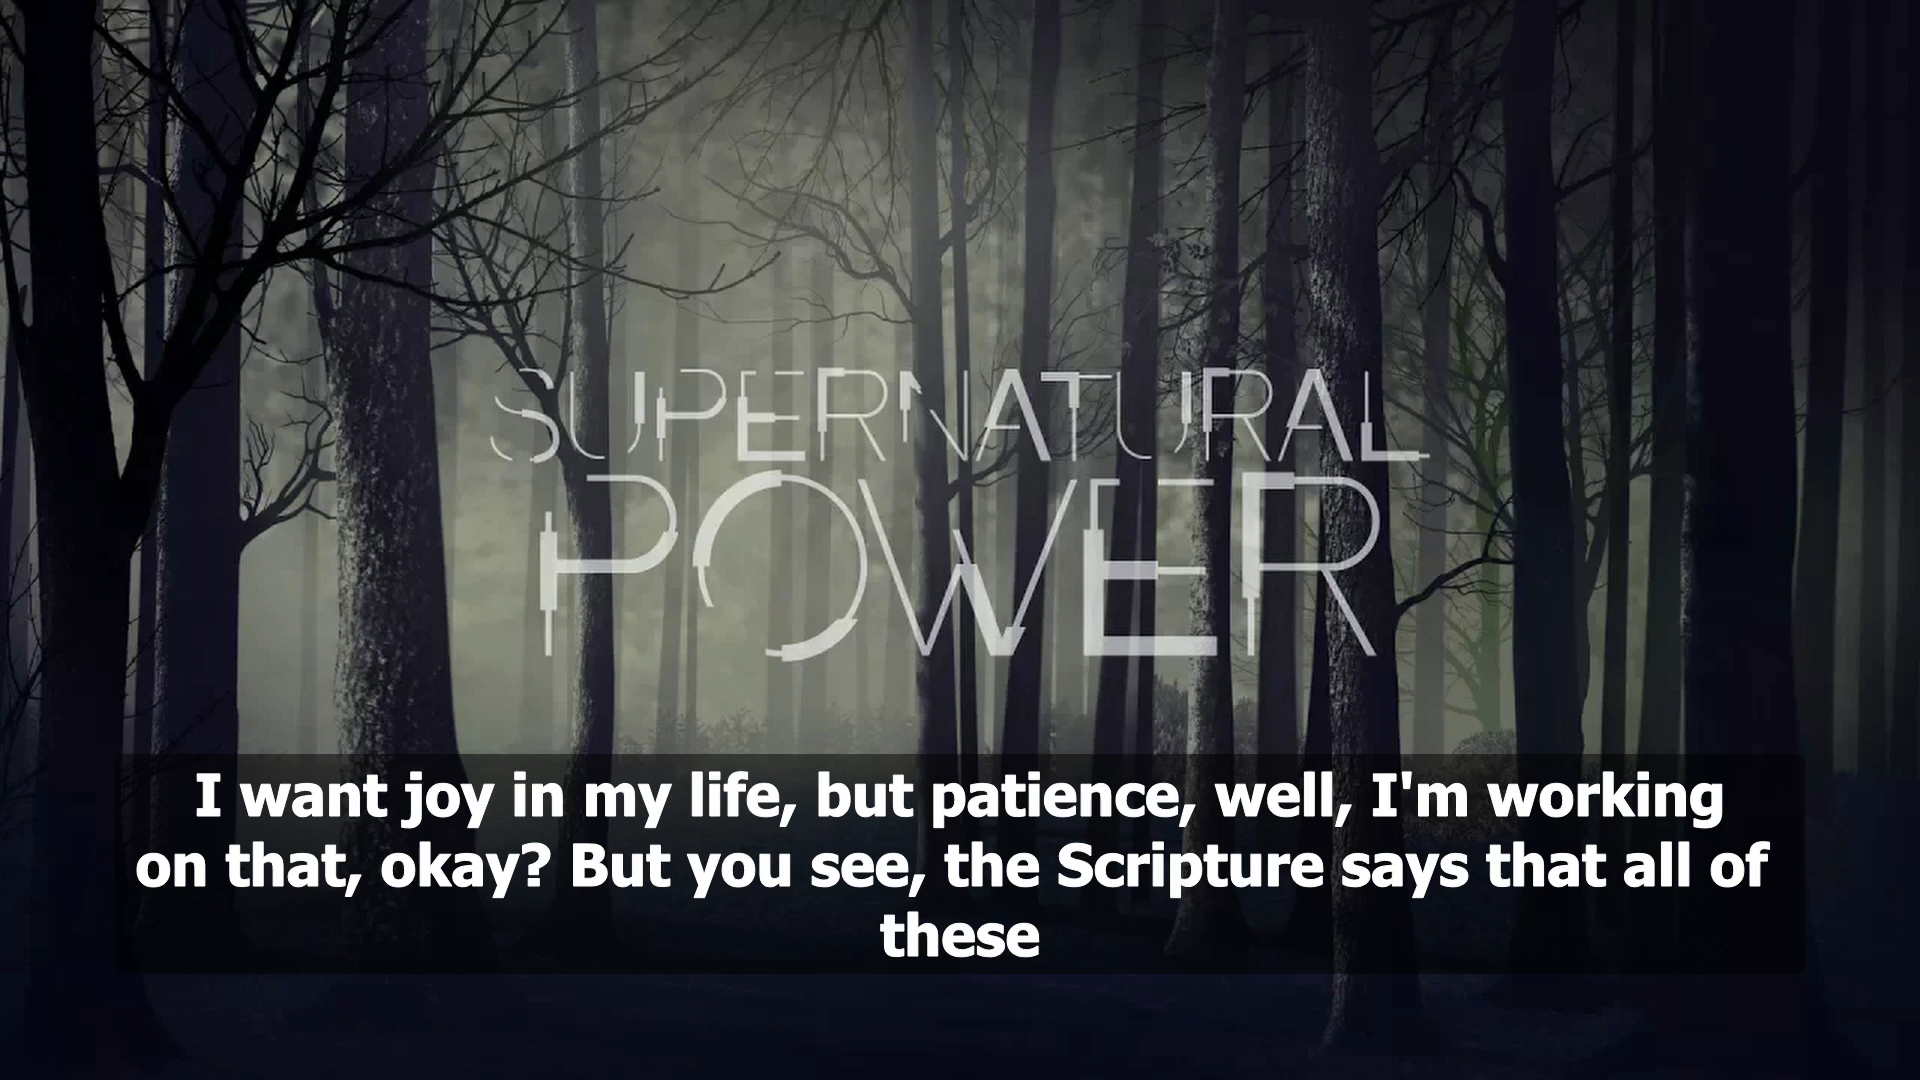 SUPERNATURAL
POWER
I want joy in my life, but patience, well, I'm working
on that, okay? But you see, the Scripture says that all of
these